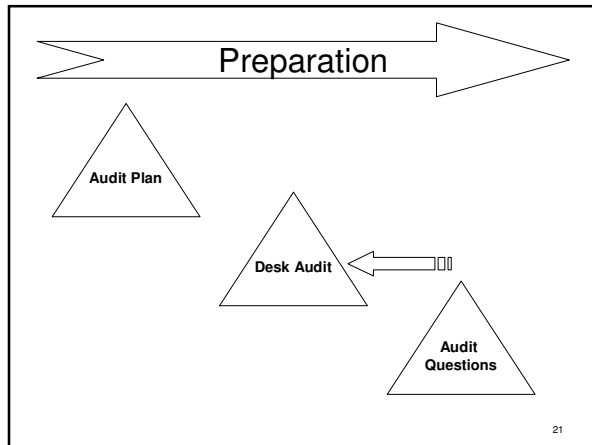 Preparation
Audit Plan
Desk Audit
Audit
Questions
21